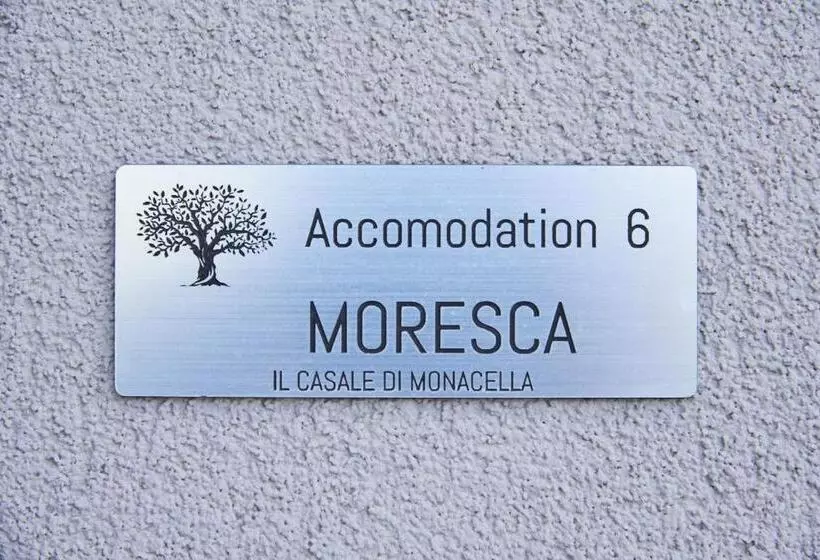 Accomodation 6
MORESCA
IL CASALE DI MONACELLA